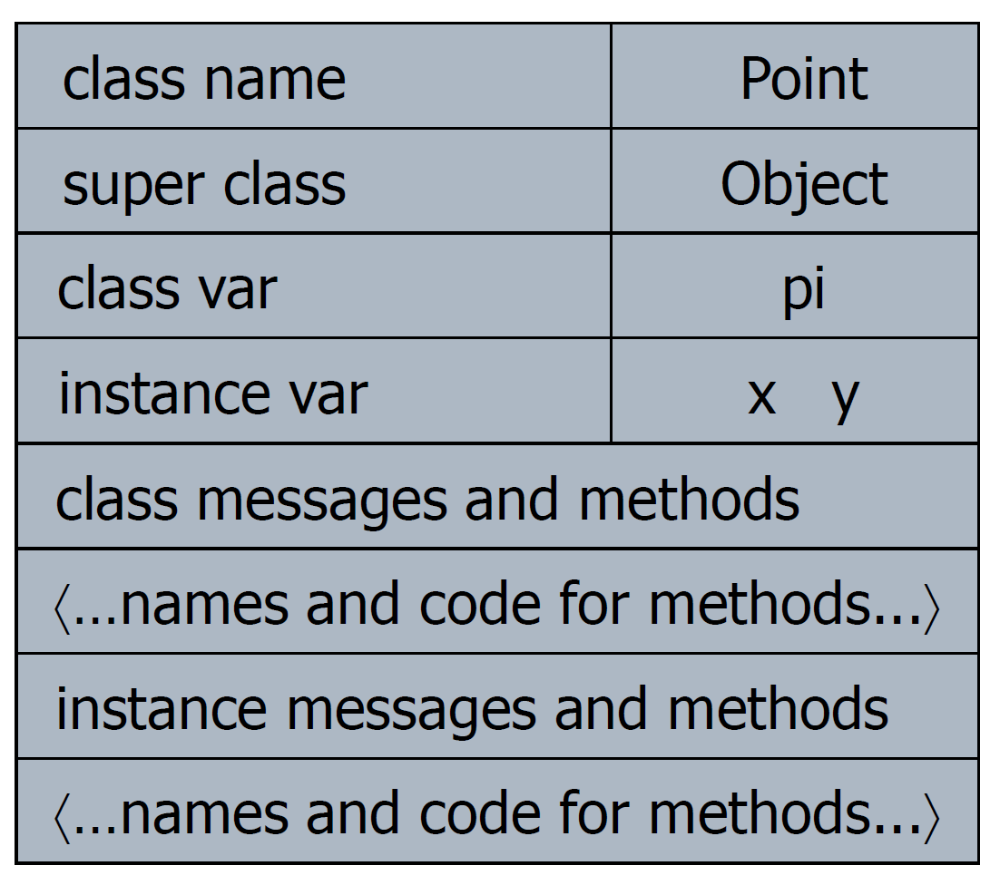 class name Point
super class Object
class var pi
instance var x y
class messages and methods
〈...names and code for methods...〉
instance messages and methods
〈...names and code for methods...〉